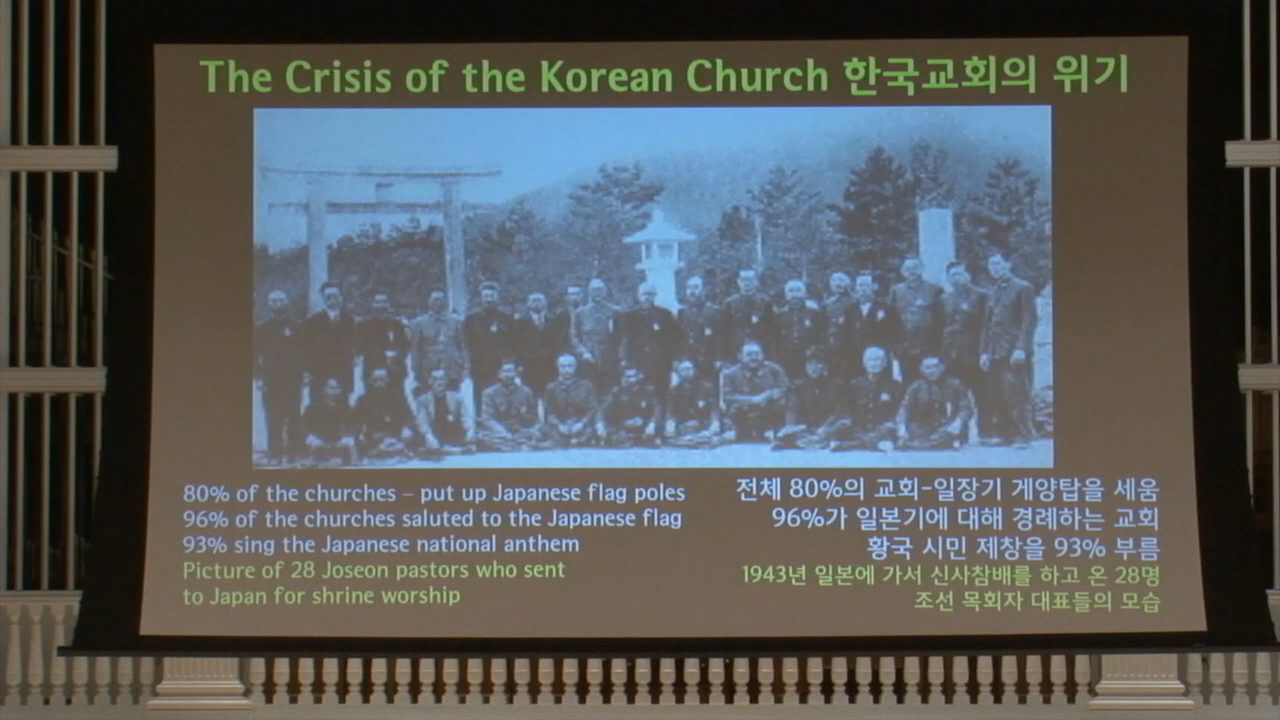 The Crisis of the Korean Church 한국교회의 위기
80% of the churches – put up Japanese flag poles
96% of the churches saluted to the Japanese flag
93% sing the Japanese national anthem
Picture of 28 Joseon pastors who sent
to Japan for shrine worship
전체 80%의 교회-일장기 게양탑을 세움
96%가 일본기에 대해 경례하는 교회
황국 시민 제창을 93% 부름
1943년 일본에 가서 신사참배를 하고 온 28명
조선 목회자 대표들의 모습